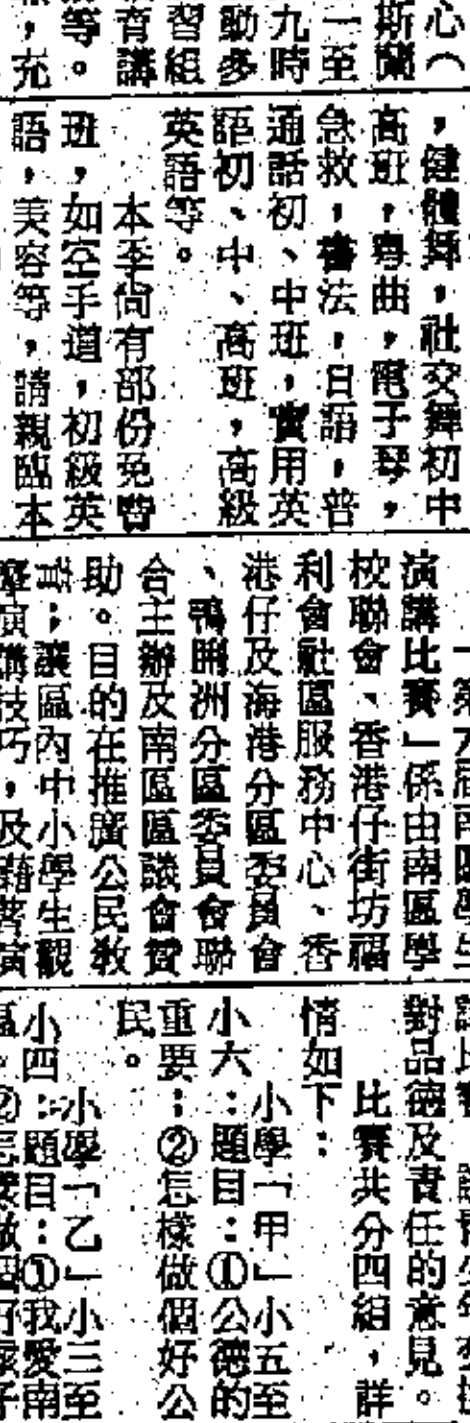 心（
斯蘭
一至
九時
動多
習組
育講
等。
，充
，健體舞，社交舞初中
高班，粵曲，電子琴，
急救，書法，日語，普
通話初、中班，實用英
語初、中、高班，高級
英語等。
本季尚有部份免費
班，如空手道，初級英
語，美容等，請親臨本
演講比賽」係由南區學
校聯會、香港仔街坊福
利會社區服務中心、香
港仔及海港分區委員會
、鴨脷洲分區委員會聯
合主辦及南區區議會贊
助。目的在推廣公民教
；讓區內中小學生觀
演講技巧，及藉著演
對品德及責任的意見。
比賽共分四組，詳
情如下：
小學「甲」小五至
小六：題目：①公德的
重要：②怎樣做個好公
民。
小學「乙」小三至
小四：題目：①我愛南
區。②怎樣做個好孩子